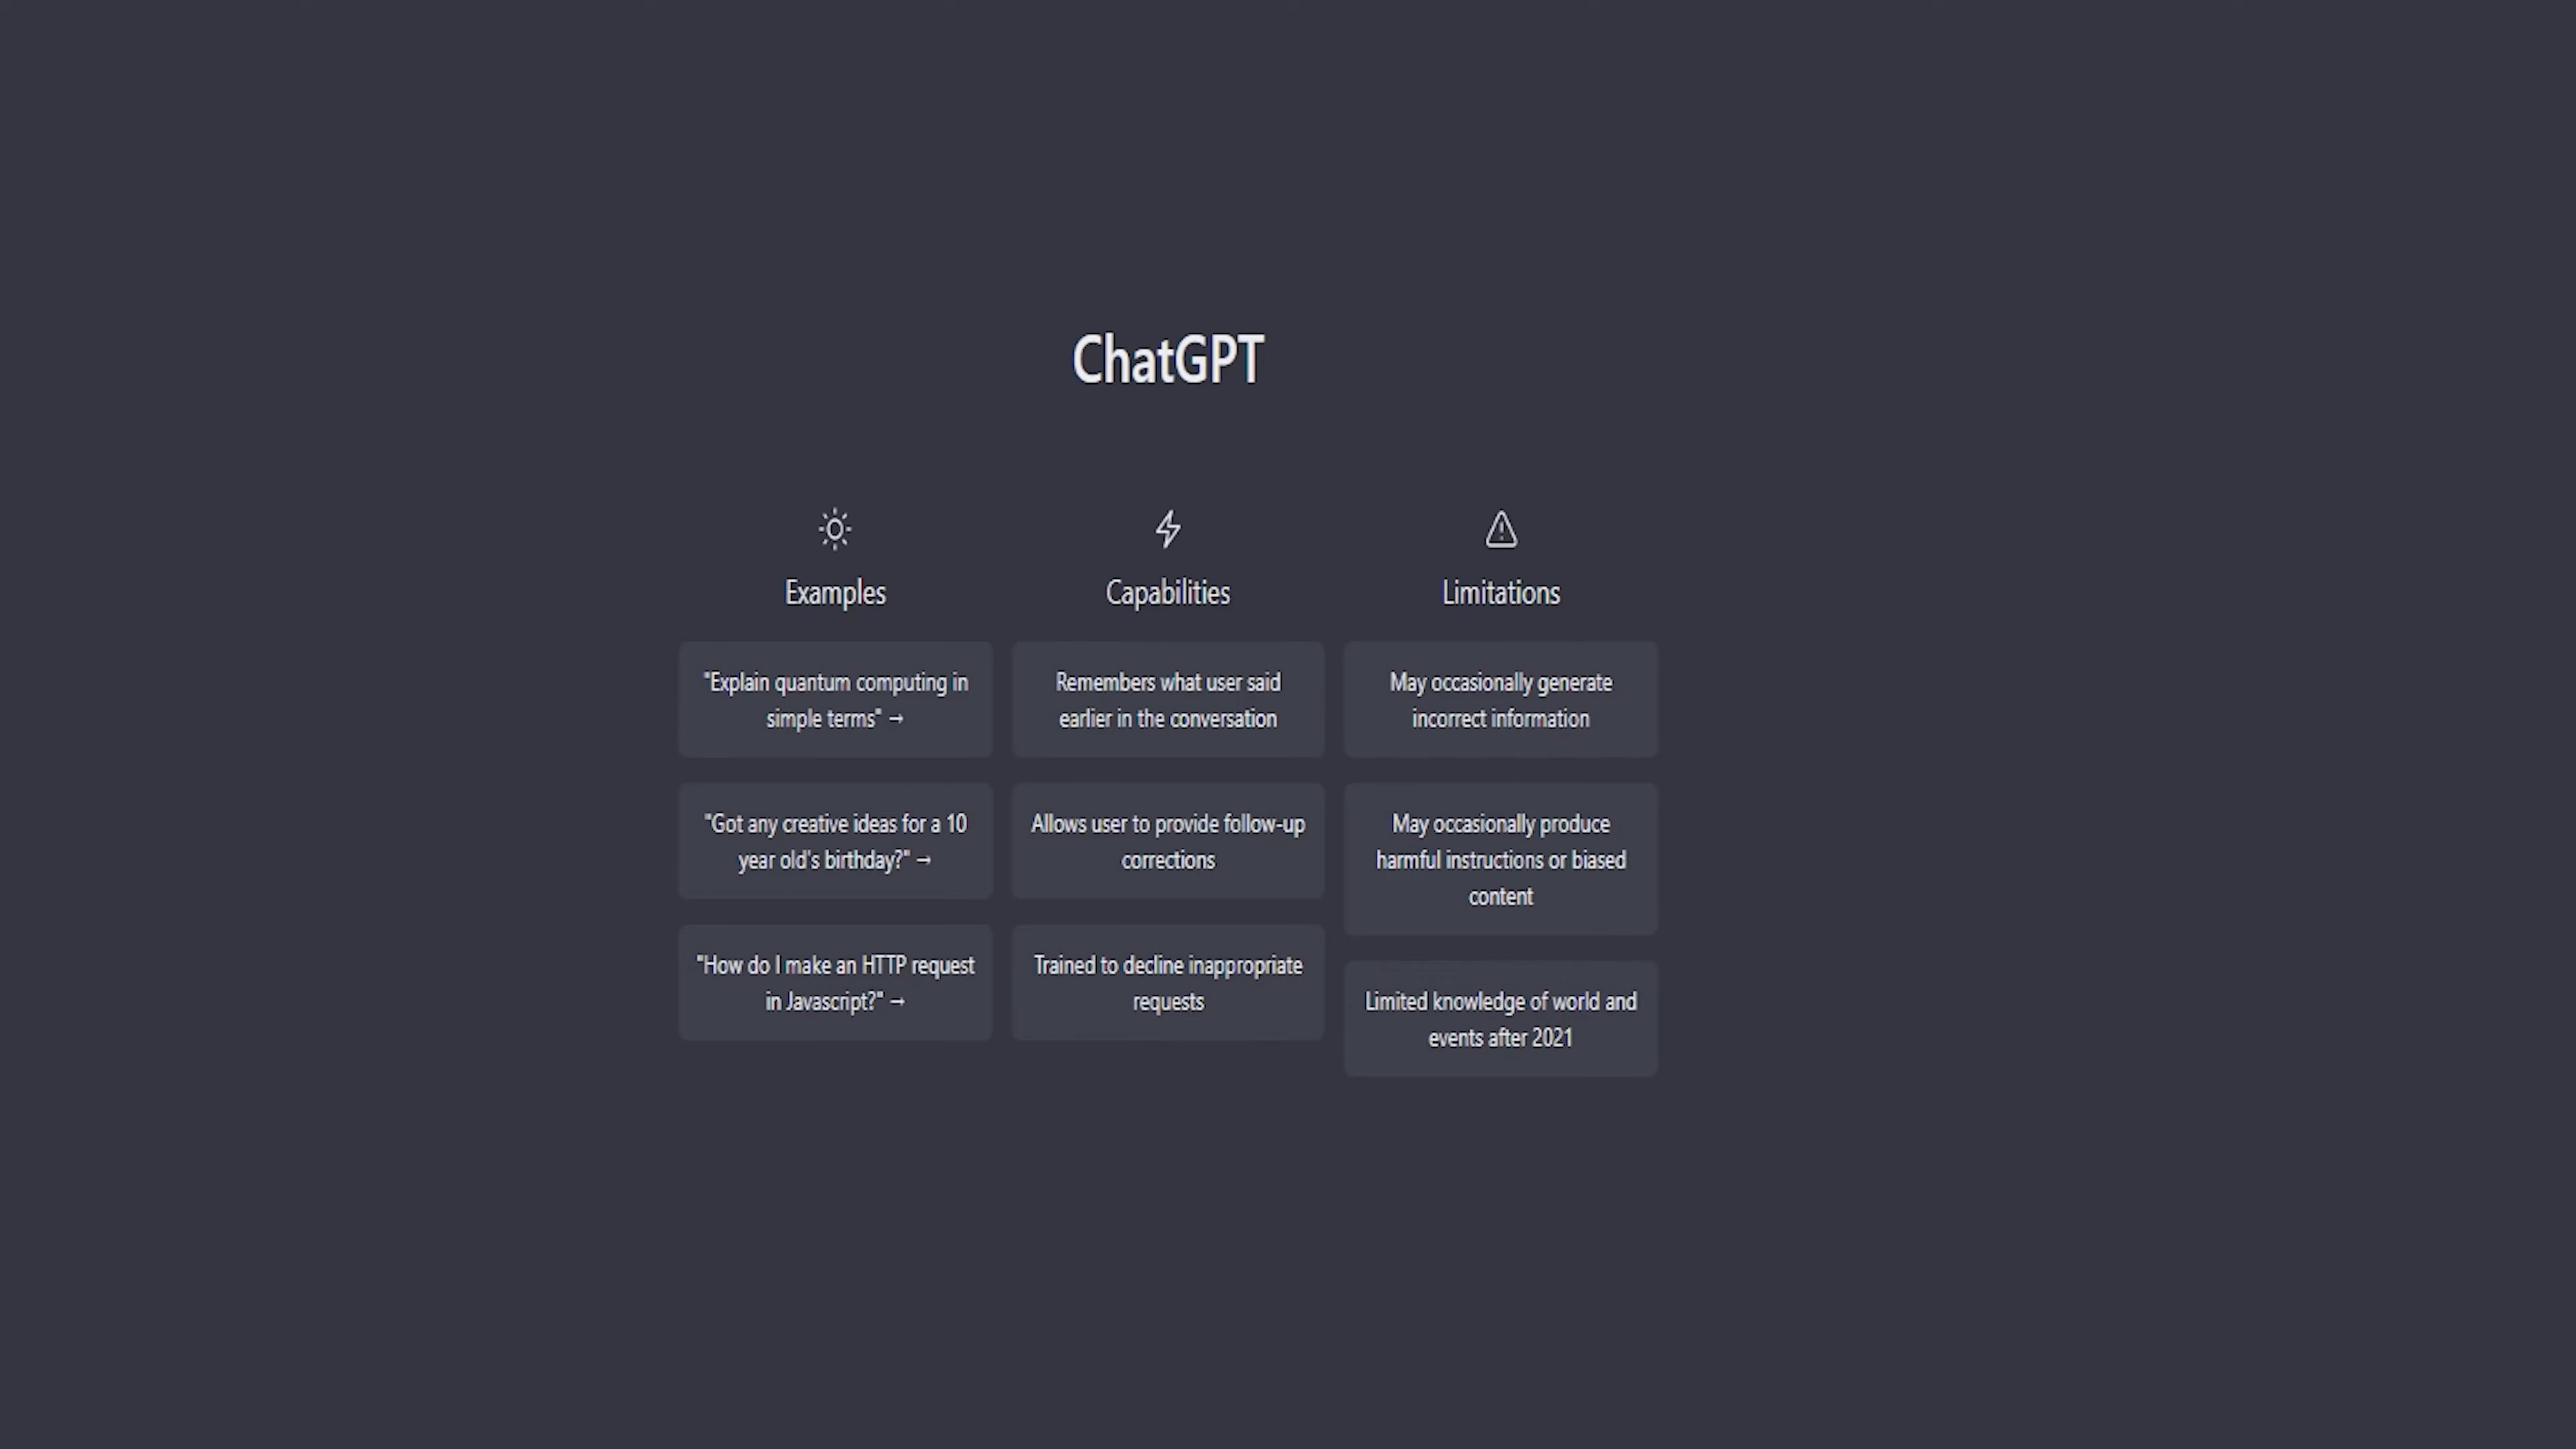 ChatGPT
Examples
"Explain quantum computing in
simple terms" →
"Got any creative ideas for a 10
year old's birthday?" →
"How do I make an HTTP request
in Javascript?" →
Capabilities
Remembers what user said
earlier in the conversation
Allows user to provide follow-up
corrections
Trained to decline inappropriate
requests
Limitations
May occasionally generate
incorrect information
May occasionally produce
harmful instructions or biased
content
Limited knowledge of world and
events after 2021